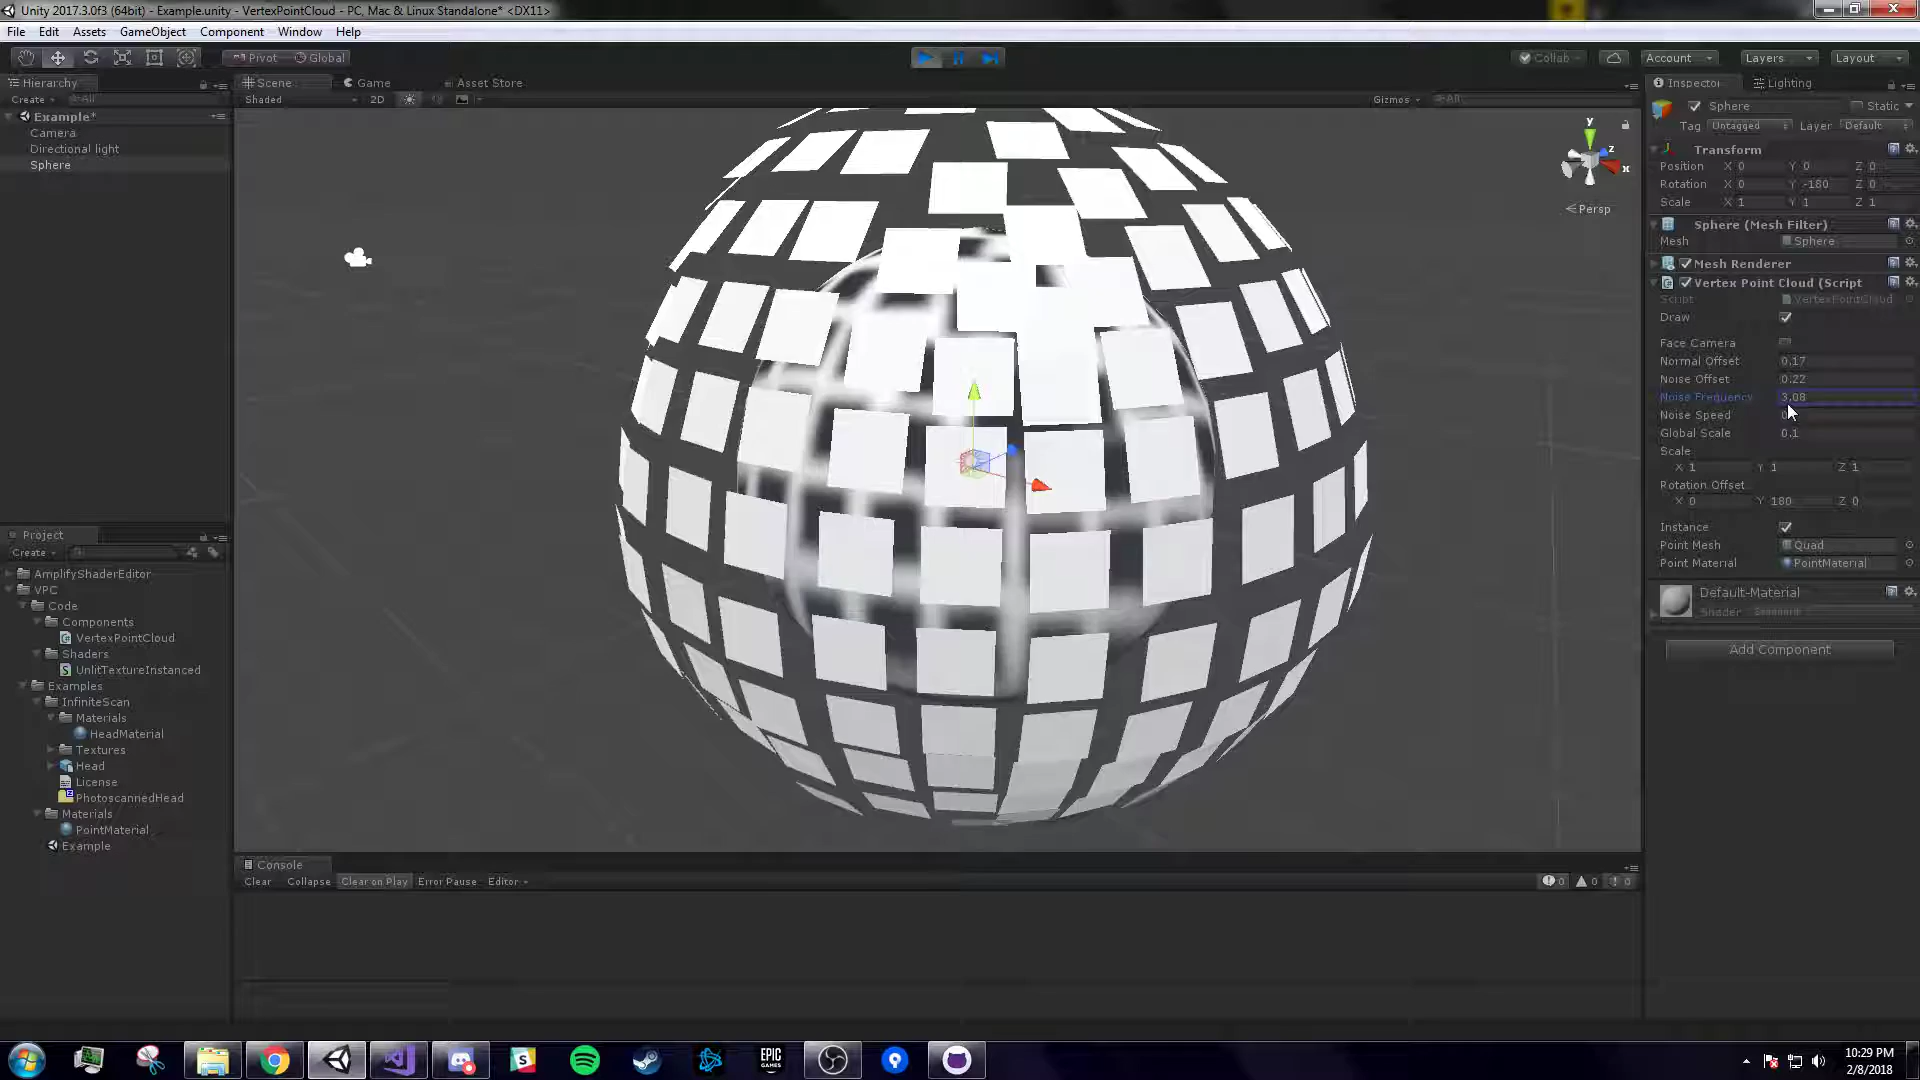 Unity 2017.3.0f3 (64bit) - Example.unity - VertexPointCloud - PC, Mac & Linux Standalone* <DX11>
File Edit Assets GameObject Component Window Help
Pivot Global Collab Account Layers Layout
Hierarchy
Create All
Example*
Camera
Directional light
Sphere
Scene Game Asset Store
Shaded 2D Gizmos All
y
z
x
Persp
Project
Create
AmplifyShaderEditor
VPC
Code
Components
VertexPointCloud
Shaders
UnlitTextureInstanced
Examples
InfiniteScan
Materials
HeadMaterial
Textures
Head
License
PhotoscannedHead
Materials
PointMaterial
Example
Console
Clear Collapse Clear on Play Error Pause Editor 0 0 0
Inspector Lighting
Sphere Static
Tag Untagged Layer Default
Transform
Position X 0 Y 0 Z 0
Rotation X 0 Y -180 Z 0
Scale X 1 Y 1 Z 1
Sphere (Mesh Filter)
Mesh Sphere
Mesh Renderer
Vertex Point Cloud (Script
Script VertexPointCloud
Draw
Face Camera
Normal Offset 0.17
Noise Offset 0.22
Noise Frequency 3.08
Noise Speed
Global Scale 0.1
Scale
X 1 Y 1 Z 1
Rotation Offset
X 0 Y 180 Z 0
Instance
Point Mesh Quad
Point Material PointMaterial
Default-Material
Shader Standard
Add Component
EPIC
GAMES
10:29 PM
2/8/2018